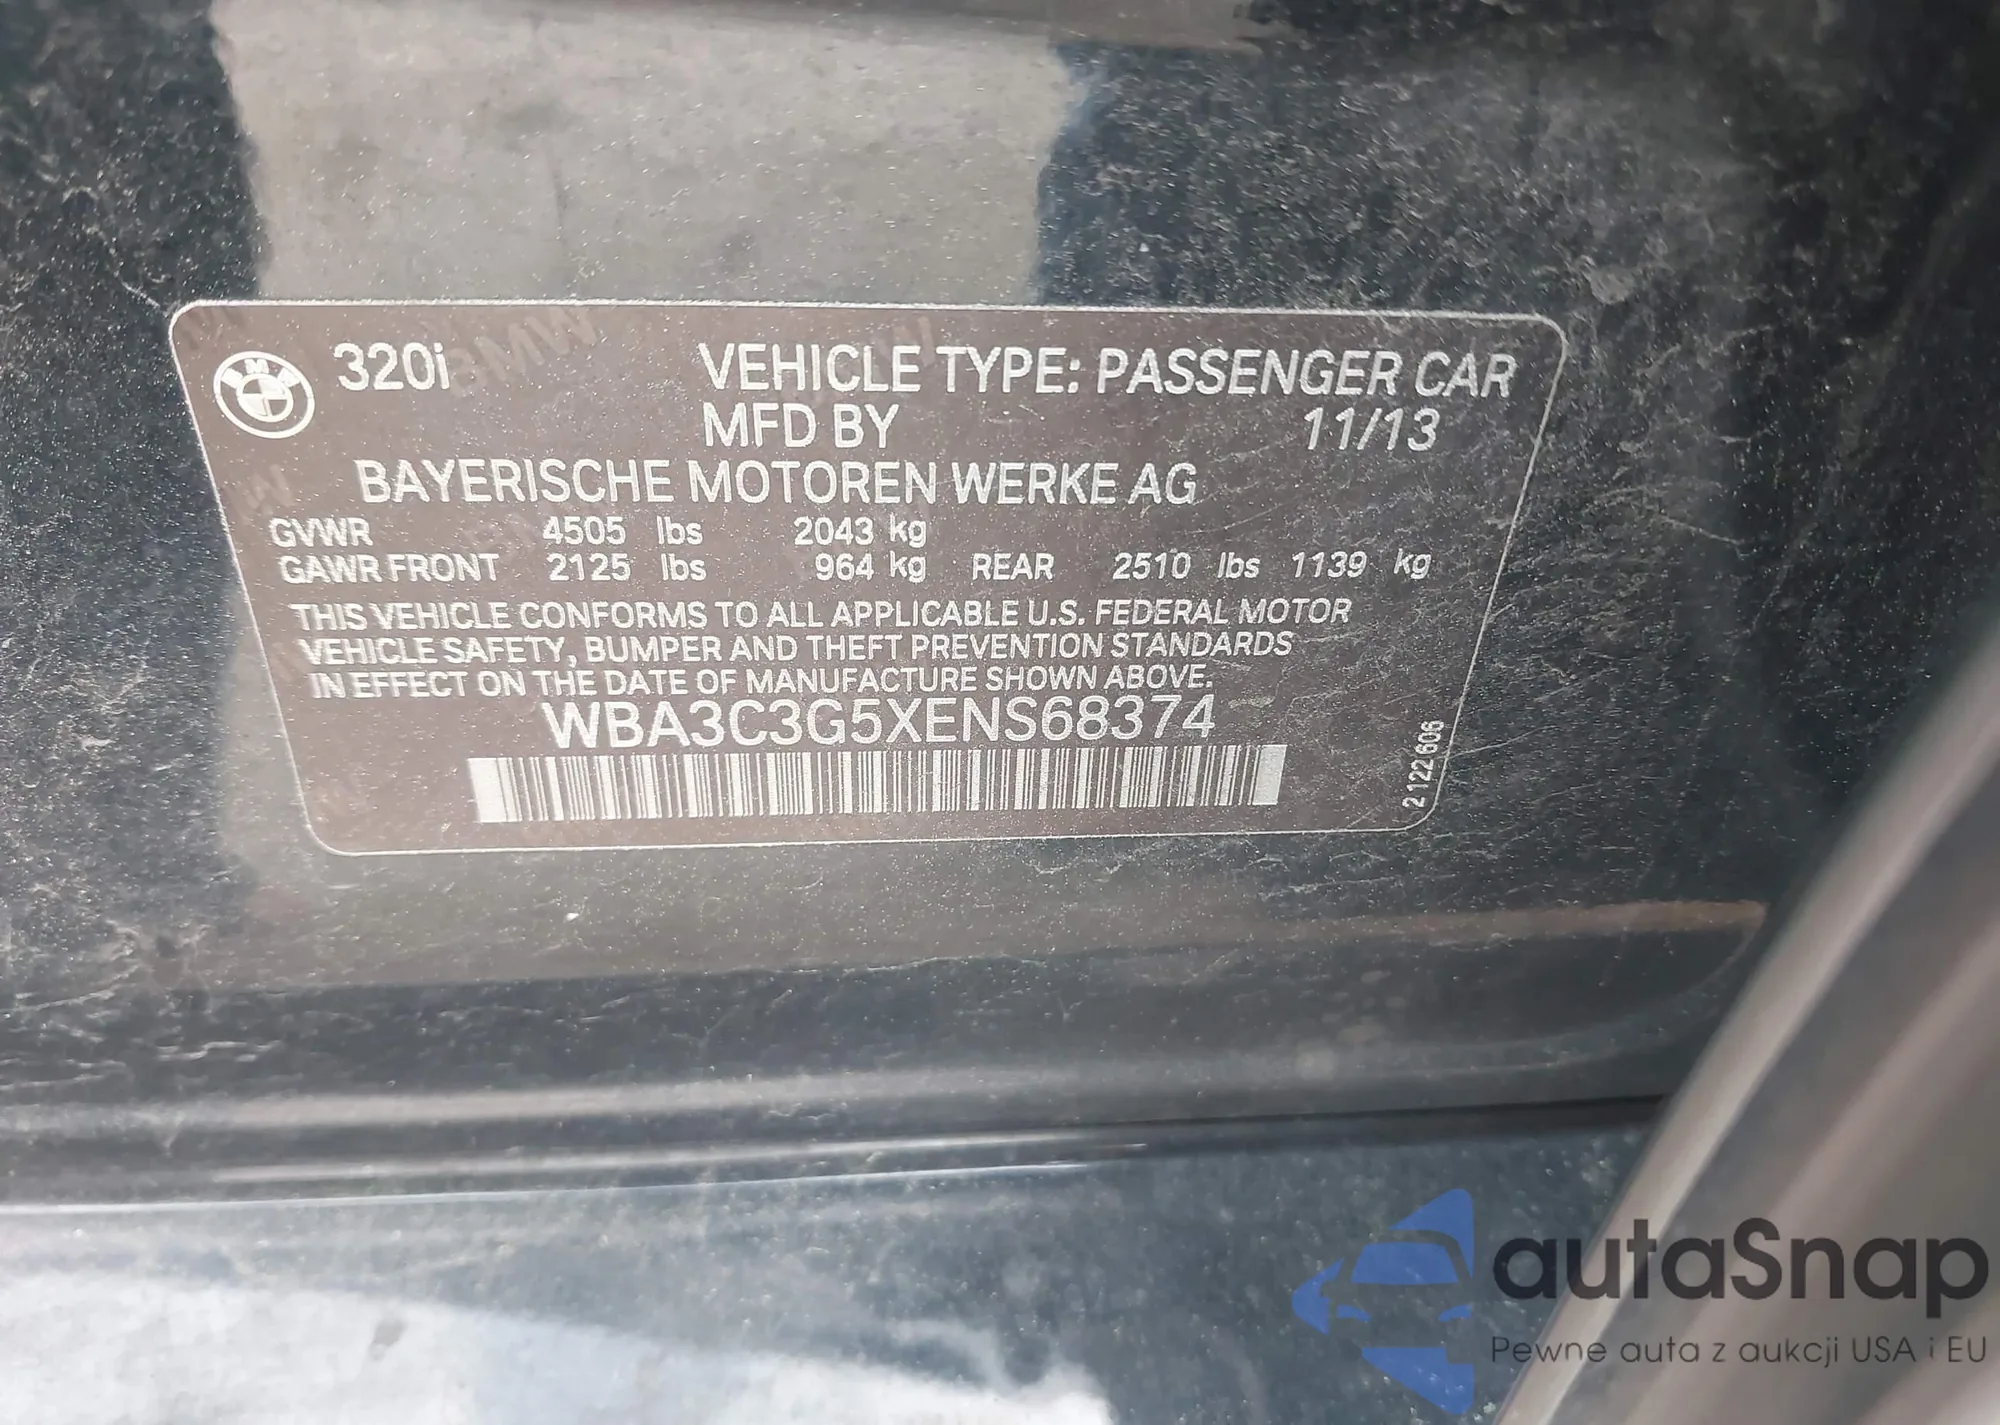 BMW
320i VEHICLE TYPE: PASSENGER CAR
MFD BY 11/13
BAYERISCHE MOTOREN WERKE AG
GVWR 4505 lbs 2043 kg
GAWR FRONT 2125 lbs 964 kg REAR 2510 lbs 1139 kg
THIS VEHICLE CONFORMS TO ALL APPLICABLE U.S. FEDERAL MOTOR
VEHICLE SAFETY, BUMPER AND THEFT PREVENTION STANDARDS
IN EFFECT ON THE DATE OF MANUFACTURE SHOWN ABOVE.
WBA3C3G5XENS68374
2 122606
autaSnap
Pewne auta z aukcji USA i EU